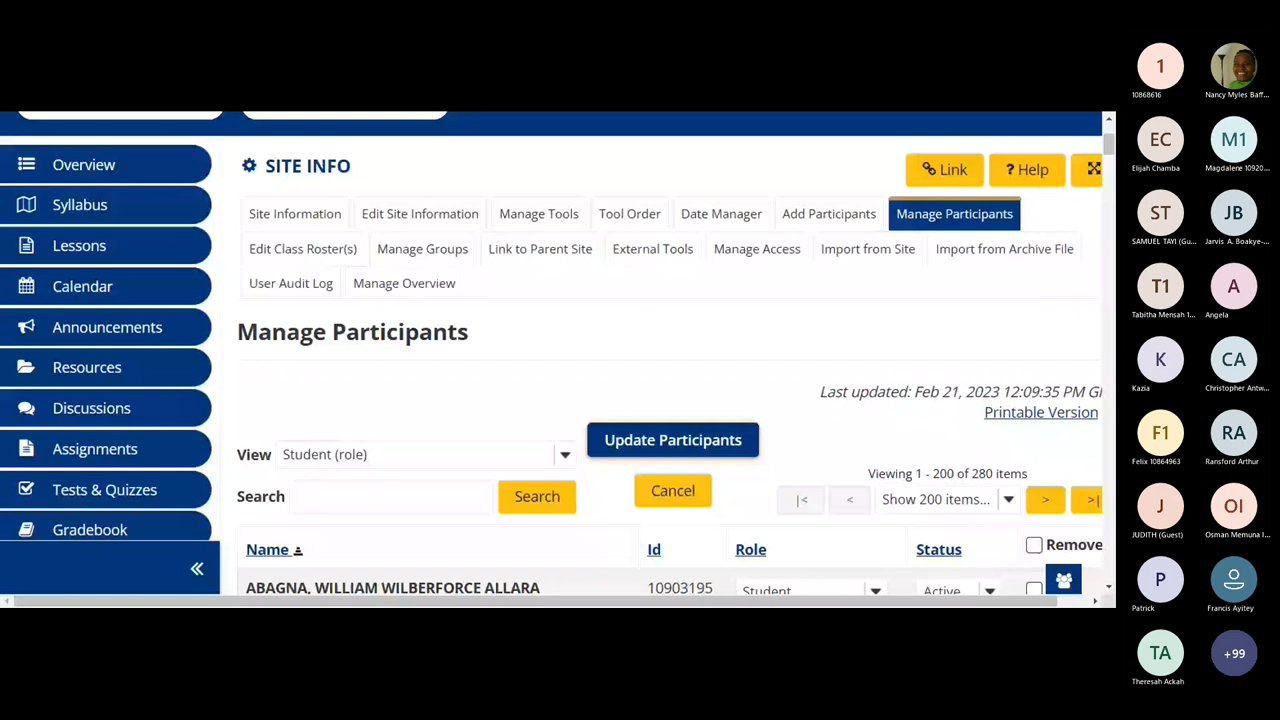 SITE INFO
Link
? Help
Site Information
Edit Site Information
Manage Tools
Tool Order
Date Manager
Add Participants
Manage Participants
Edit Class Roster(s)
Manage Groups
Link to Parent Site
External Tools
Manage Access
Import from Site
Import from Archive File
User Audit Log
Manage Overview
Overview
Syllabus
Lessons
Calendar
Announcements
Resources
Discussions
Assignments
Tests & Quizzes
Gradebook
«
Manage Participants
Last updated: Feb 21, 2023 12:09:35 PM G
Printable Version
Update Participants
View
Student (role)
Viewing 1 - 200 of 280 items
Search
Search
Cancel
|<
<
Show 200 items...
>
>|
Name
Id
Role
Status
Remove
ABAGNA, WILLIAM WILBERFORCE ALLARA
10903195
Student
Active
1
10868616
Nancy Myles Baff...
EC
Elijah Chamba
M1
Magdalene 10920...
ST
SAMUEL TAYI (Gu...
JB
Jarvis A. Boakye-...
T1
Tabitha Mensah 1...
A
Angela
K
Kazia
CA
Christopher Antw...
F1
Felix 10864963
RA
Ransford Arthur
J
JUDITH (Guest)
OI
Osman Memuna I...
P
Patrick
Francis Ayitey
TA
Theresah Ackah
+99